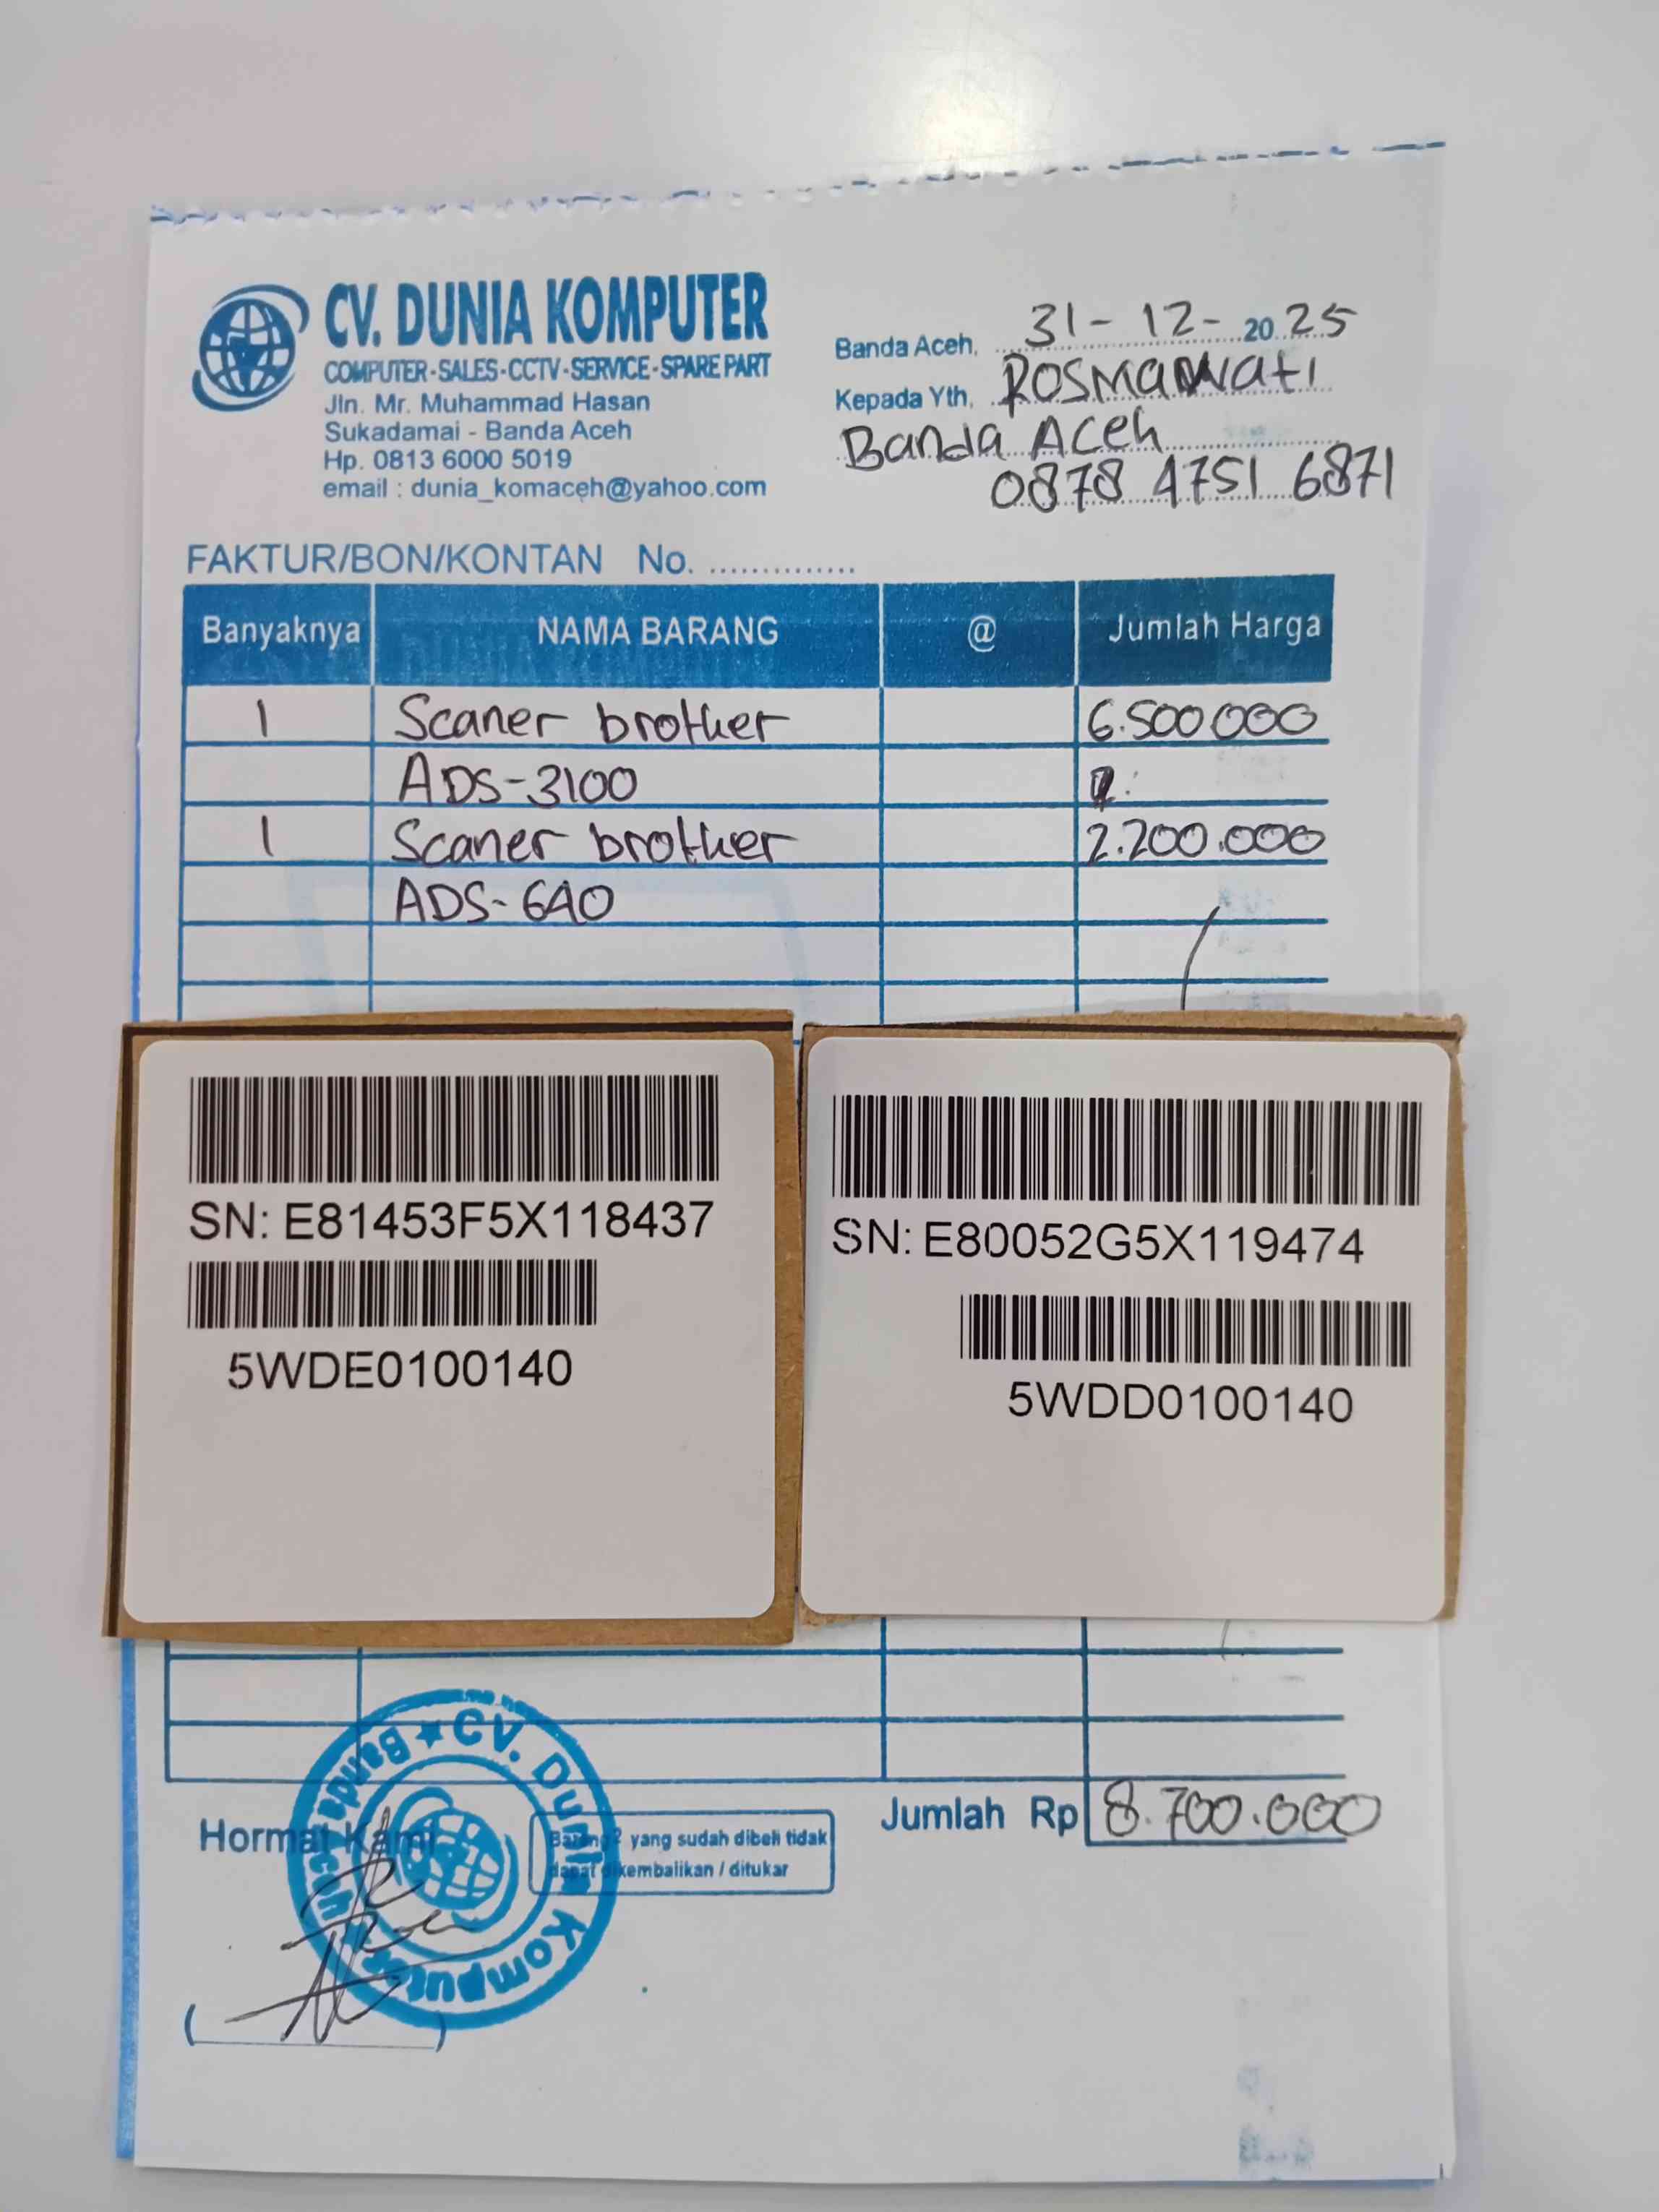 CV. DUNIA KOMPUTER
COMPUTER - SALES - CCTV - SERVICE - SPARE PART
Jln. Mr. Muhammad Hasan
Sukadamai - Banda Aceh
Hp. 0813 6000 5019
email : dunia_komaceh@yahoo.com
Banda Aceh, 31-12-2025
Kepada Yth, Rosmawati
Banda Aceh
0878 4751 6871
FAKTUR/BON/KONTAN No. ...............
Banyaknya NAMA BARANG @ Jumlah Harga
1 Scaner brother 6.500000
ADS-3100
1 Scaner brother 2.200.000
ADS-640
SN: E81453F5X118437
5WDE0100140
SN: E80052G5X119474
5WDD0100140
Jumlah Rp 8.700.000
Hormat Kami
Barang2 yang sudah dibeli tidak
dapat dikembalikan / ditukar
CV. Dunia Komputer
Banda Aceh